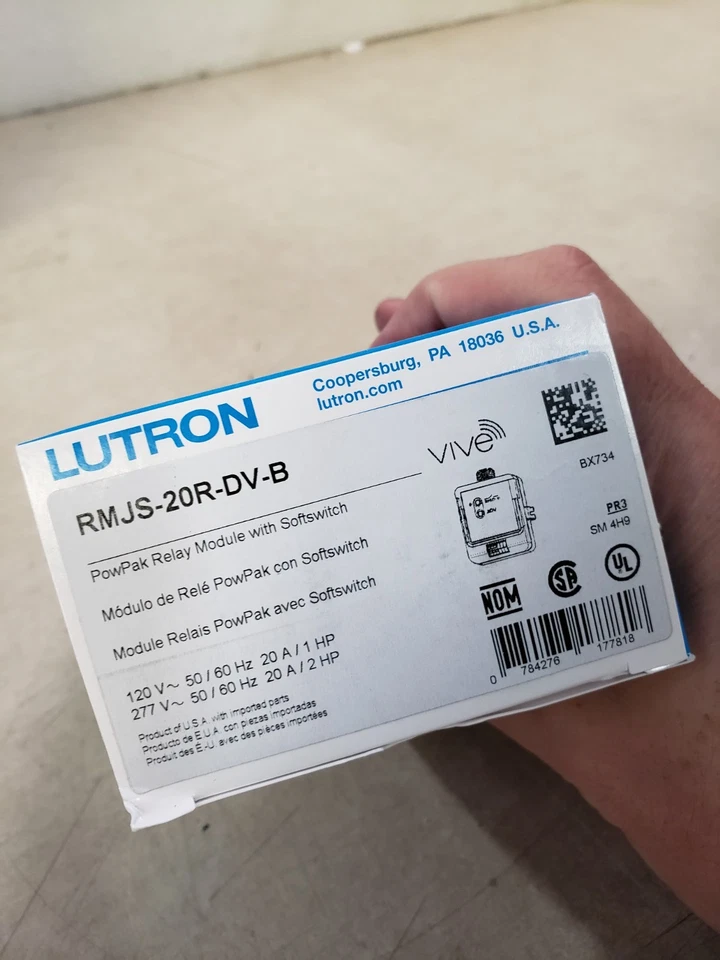 LUTRON
Coopersburg, PA 18036 U.S.A.
lutron.com
RMJS-20R-DV-B
vive
PowPak Relay Module with Softswitch
Módulo de Relé PowPak con Softswitch
Module Relais PowPak avec Softswitch
120 V~ 50 / 60 Hz 20 A / 1 HP
277 V~ 50 / 60 Hz 20 A / 2 HP
Product of U.S.A. with imported parts
Producto de E.U.A. con piezas importadas
Produit des É.-U. avec des pièces importées
BX734
PR3
SM 4H9
NOM
SA
UL
0 784276 177818